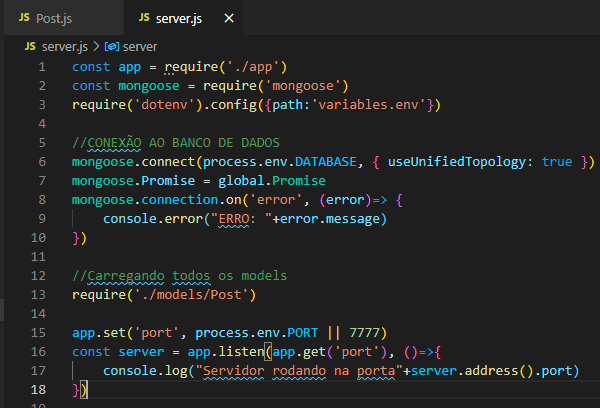 JS Post.js JS server.js ×
JS server.js > server
1 const app = require('./app')
2 const mongoose = require('mongoose')
3 require('dotenv').config({path:'variables.env'})
4
5 //CONEXÃO AO BANCO DE DADOS
6 mongoose.connect(process.env.DATABASE, { useUnifiedTopology: true })
7 mongoose.Promise = global.Promise
8 mongoose.connection.on('error', (error)=> {
9     console.error("ERRO: "+error.message)
10 })
11
12 //Carregando todos os models
13 require('./models/Post')
14
15 app.set('port', process.env.PORT || 7777)
16 const server = app.listen(app.get('port'), ()=>{
17     console.log("Servidor rodando na porta"+server.address().port)
18 })